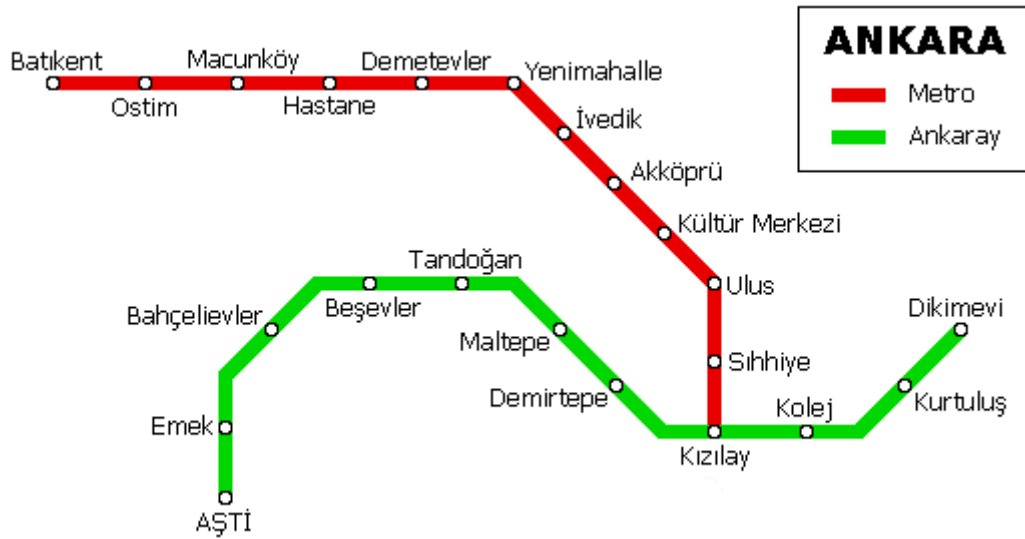 ANKARA
Metro
Ankaray
Batıkent
Ostim
Macunköy
Hastane
Demetevler
Yenimahalle
İvedik
Akköprü
Kültür Merkezi
Ulus
Sıhhiye
Kızılay
AŞTİ
Emek
Bahçelievler
Beşevler
Tandoğan
Maltepe
Demirtepe
Kolej
Kurtuluş
Dikimevi